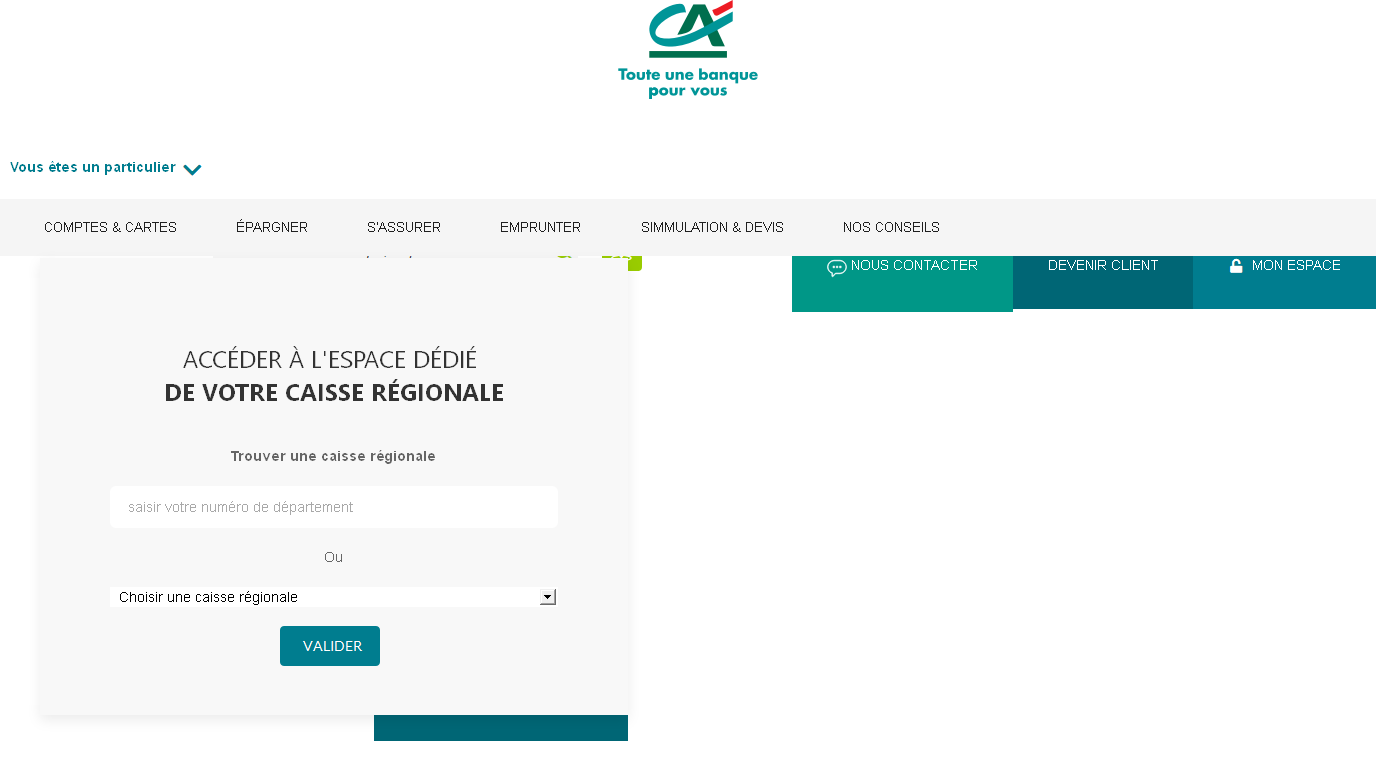 CA
Toute une banque
pour vous
Vous êtes un particulier
COMPTES & CARTES ÉPARGNER S'ASSURER EMPRUNTER SIMMULATION & DEVIS NOS CONSEILS
NOUS CONTACTER DEVENIR CLIENT MON ESPACE
ACCÉDER À L'ESPACE DÉDIÉ
DE VOTRE CAISSE RÉGIONALE
Trouver une caisse régionale
saisir votre numéro de département
Ou
Choisir une caisse régionale
VALIDER